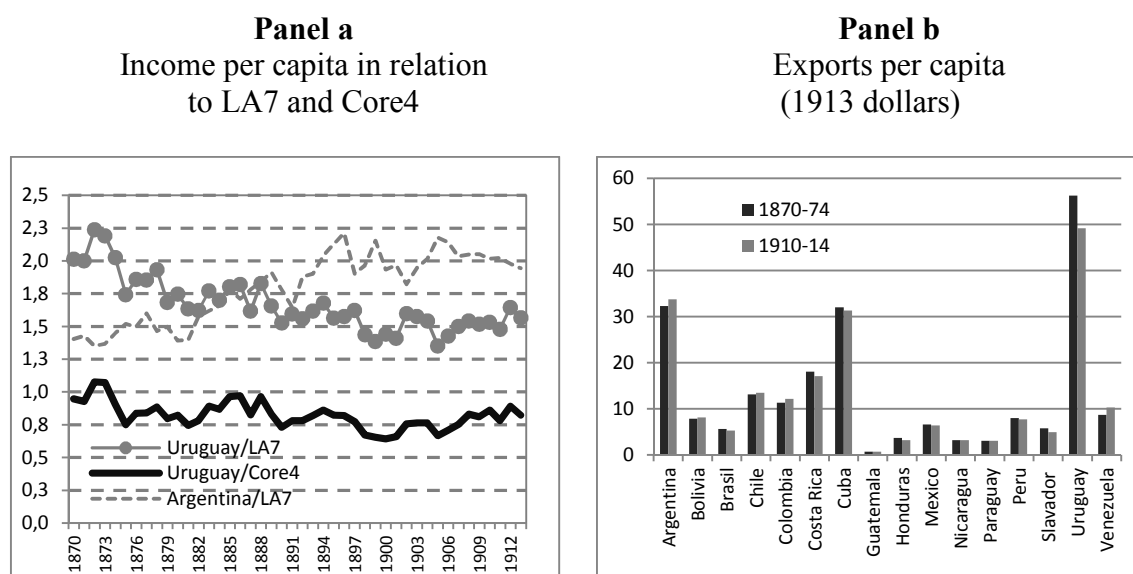 Panel a
Income per capita in relation
to LA7 and Core4
2,5
2,3
2,0
1,8
1,5
1,3
1,0
0,8
0,5
0,3
0,0
Uruguay/LA7
Uruguay/Core4
Argentina/LA7
1870
1873
1876
1879
1882
1885
1888
1891
1894
1897
1900
1903
1906
1909
1912
Panel b
Exports per capita
(1913 dollars)
60
50
40
30
20
10
0
1870-74
1910-14
Argentina
Bolivia
Brasil
Chile
Colombia
Costa Rica
Cuba
Guatemala
Honduras
Mexico
Nicaragua
Paraguay
Peru
Slavador
Uruguay
Venezuela